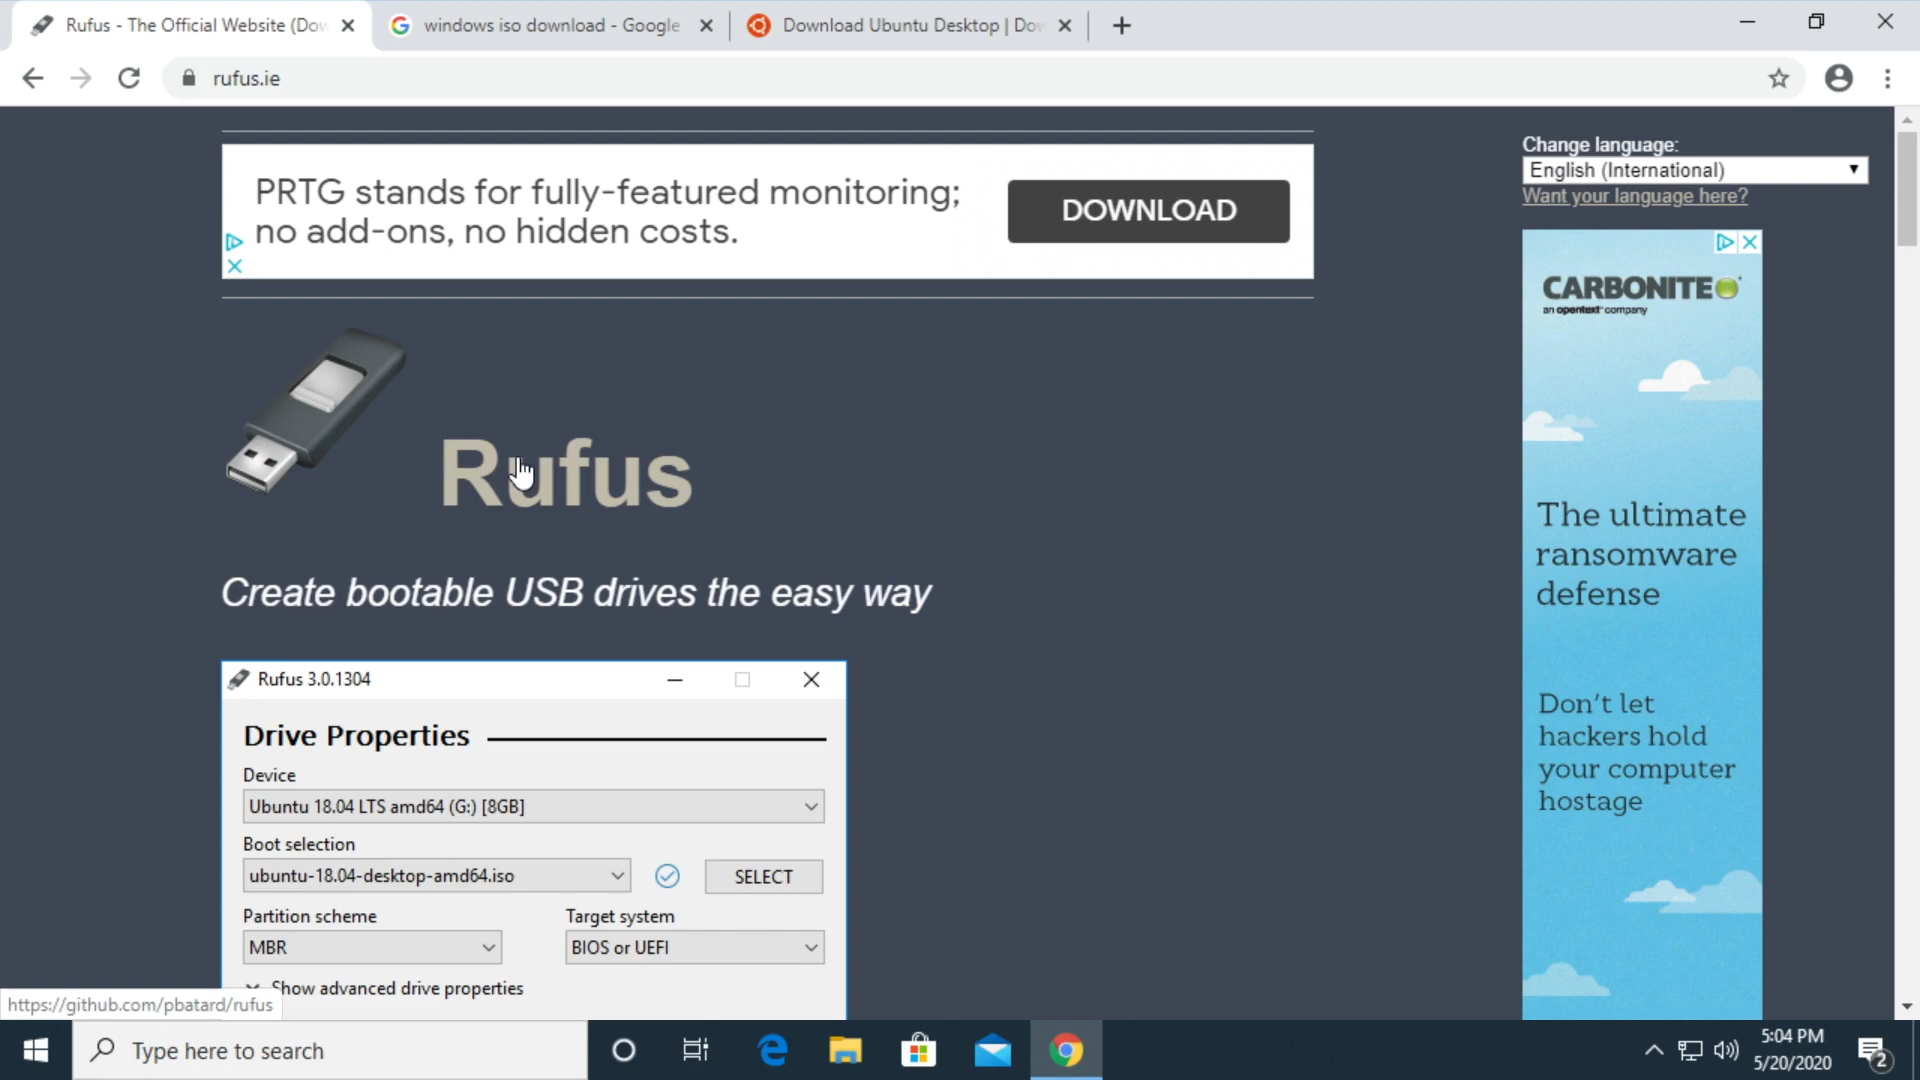 Rufus - The Official Website (Dow
windows iso download - Google
Download Ubuntu Desktop | Dow
rufus.ie
PRTG stands for fully-featured monitoring;
no add-ons, no hidden costs.
DOWNLOAD
Change language:
English (International)
Want your language here?
CARBONITE
an opentext company
The ultimate
ransomware
defense
Don't let
hackers hold
your computer
hostage
Rufus
Create bootable USB drives the easy way
Rufus 3.0.1304
Drive Properties
Device
Ubuntu 18.04 LTS amd64 (G:) [8GB]
Boot selection
ubuntu-18.04-desktop-amd64.iso
SELECT
Partition scheme
Target system
MBR
BIOS or UEFI
Show advanced drive properties
https://github.com/pbatard/rufus
Type here to search
5:04 PM
5/20/2020
2